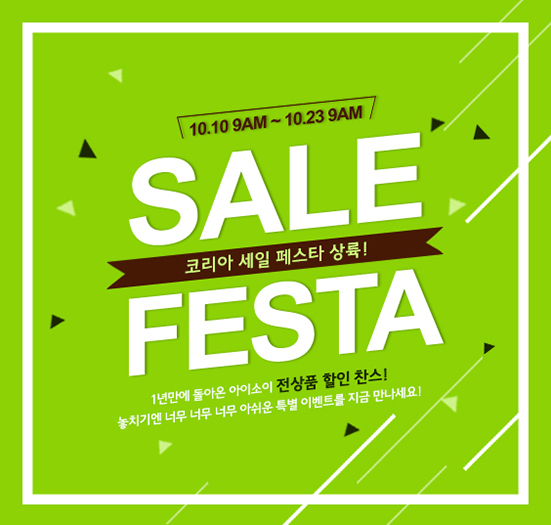 10.10 9AM ~ 10.23 9AM
SALE
코리아 세일 페스타 상륙!
FESTA
1년만에 돌아온 아이소이 전상품 할인 찬스!
놓치기엔 너무 너무 너무 아쉬운 특별 이벤트를 지금 만나세요!